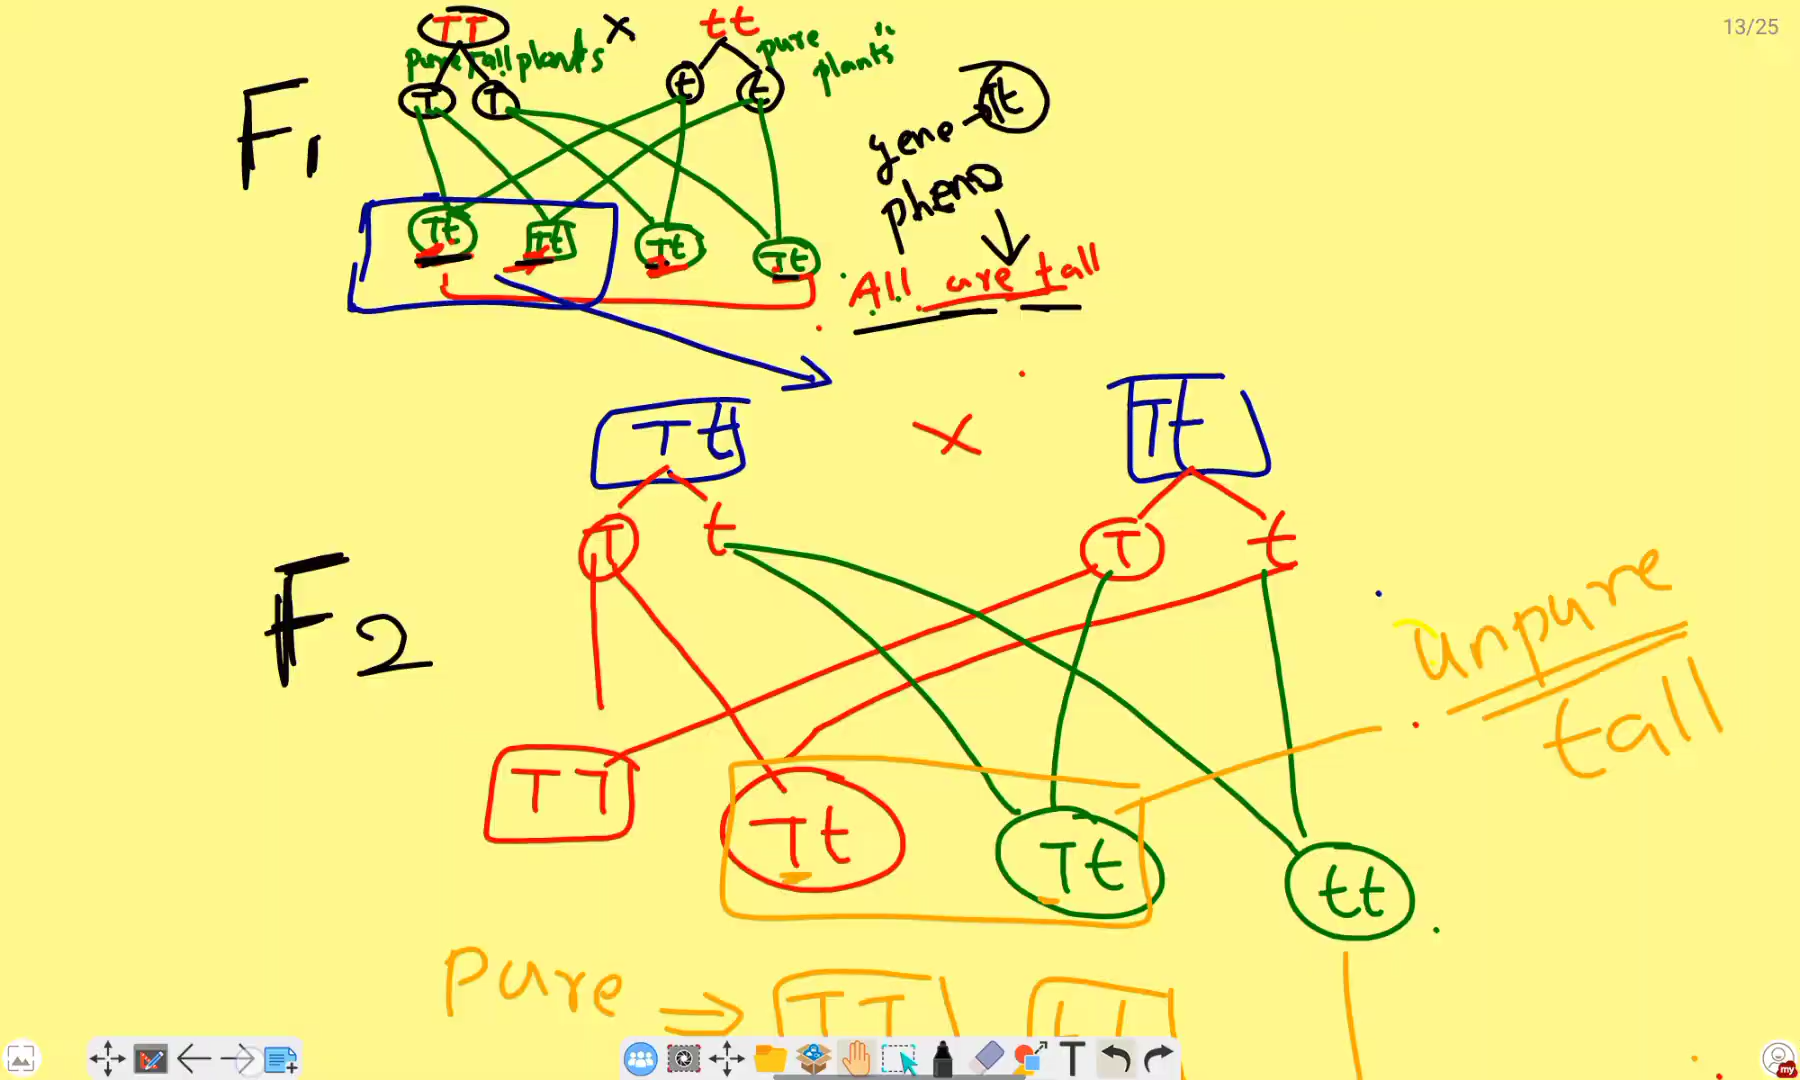 13/25
TT × tt
pure Tall plants
pure
plants
T T t t
F1
gene Tt
pheno
Tt Tt Tt Tt
All are tall
Tt × Tt
T t T t
F2
unpure
tall
TT Tt Tt tt
pure ⇒ TT
T
my